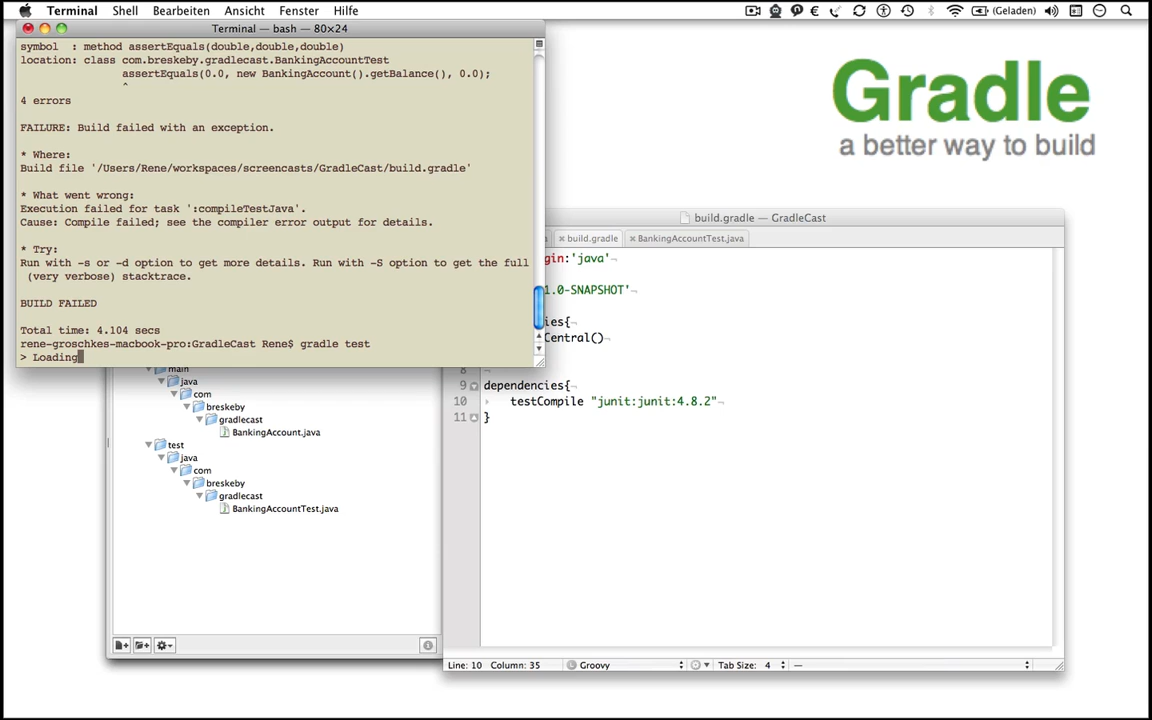 Terminal Shell Bearbeiten Ansicht Fenster Hilfe (Geladen)
Terminal — bash — 80×24
symbol  : method assertEquals(double,double,double)
location: class com.breskeby.gradlecast.BankingAccountTest
assertEquals(0.0, new BankingAccount().getBalance(), 0.0);
^
4 errors
FAILURE: Build failed with an exception.
* Where:
Build file '/Users/Rene/workspaces/screencasts/GradleCast/build.gradle'
* What went wrong:
Execution failed for task ':compileTestJava'.
Cause: Compile failed; see the compiler error output for details.
* Try:
Run with -s or -d option to get more details. Run with -S option to get the full
(very verbose) stacktrace.
BUILD FAILED
Total time: 4.104 secs
rene-groschkes-macbook-pro:GradleCast Rene$ gradle test
> Loading
Gradle
a better way to build
build.gradle — GradleCast
build.gradle BankingAccountTest.java
gin:'java'
1.0-SNAPSHOT'
ies{
Central()
8
9 dependencies{
10 testCompile "junit:junit:4.8.2"
11 }
main
java
com
breskeby
gradlecast
BankingAccount.java
test
java
com
breskeby
gradlecast
BankingAccountTest.java
Line: 10 Column: 35 Groovy Tab Size: 4 —